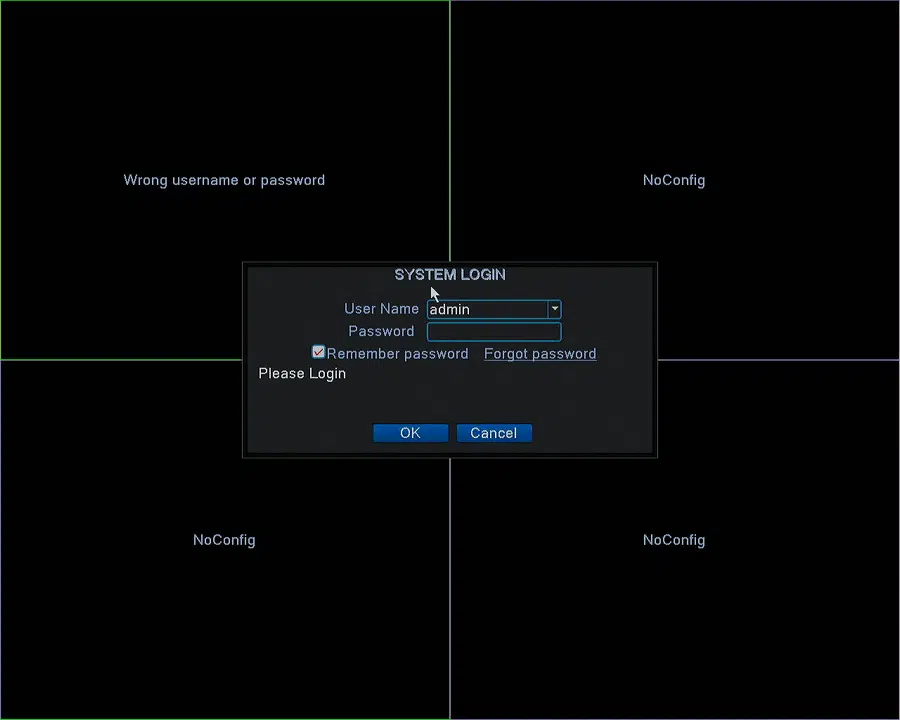 Wrong username or password
NoConfig
SYSTEM LOGIN
User Name admin
Password
Remember password Forgot password
Please Login
OK Cancel
NoConfig
NoConfig